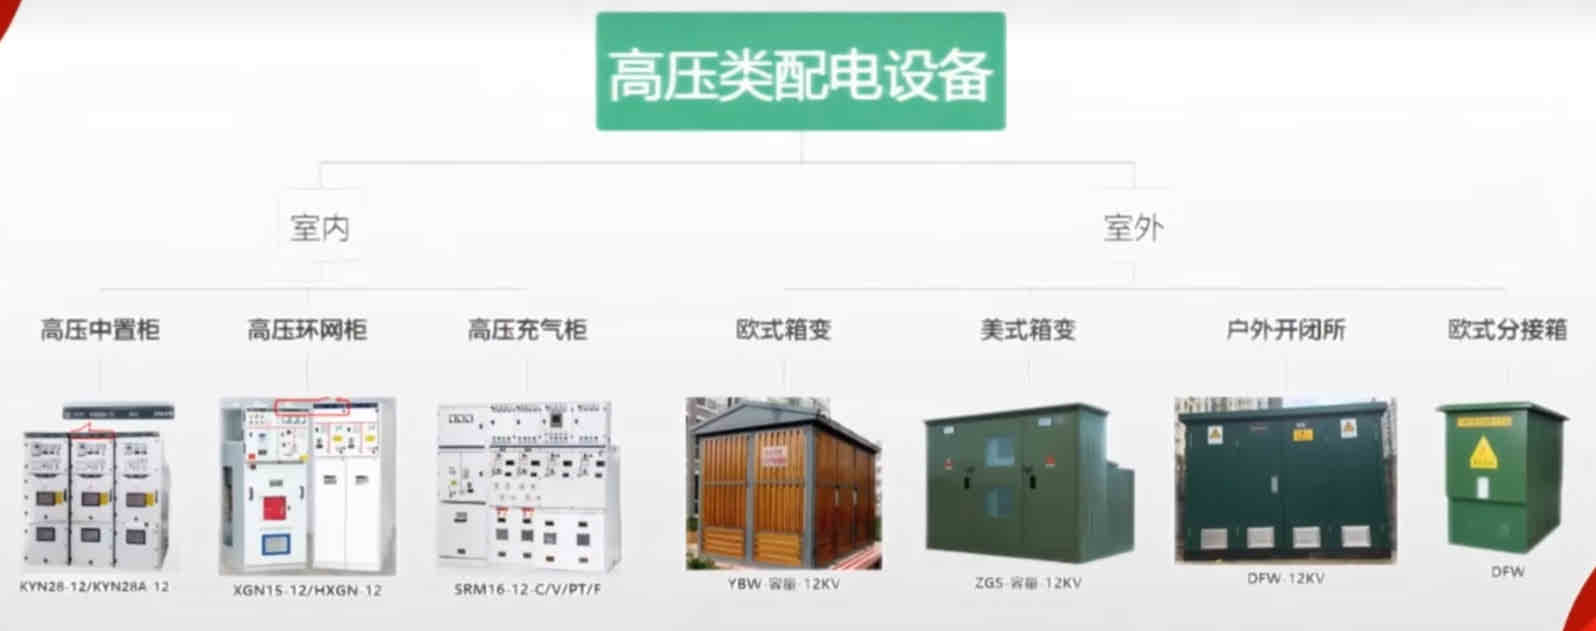 高压类配电设备
室内
室外
高压中置柜
高压环网柜
高压充气柜
欧式箱变
美式箱变
户外开闭所
欧式分接箱
KYN28-12/KYN28A-12
XGN15-12/HXGN-12
SRM16-12-C/V/PT/F
YBW-容量-12KV
ZGS-容量-12KV
DFW-12KV
DFW